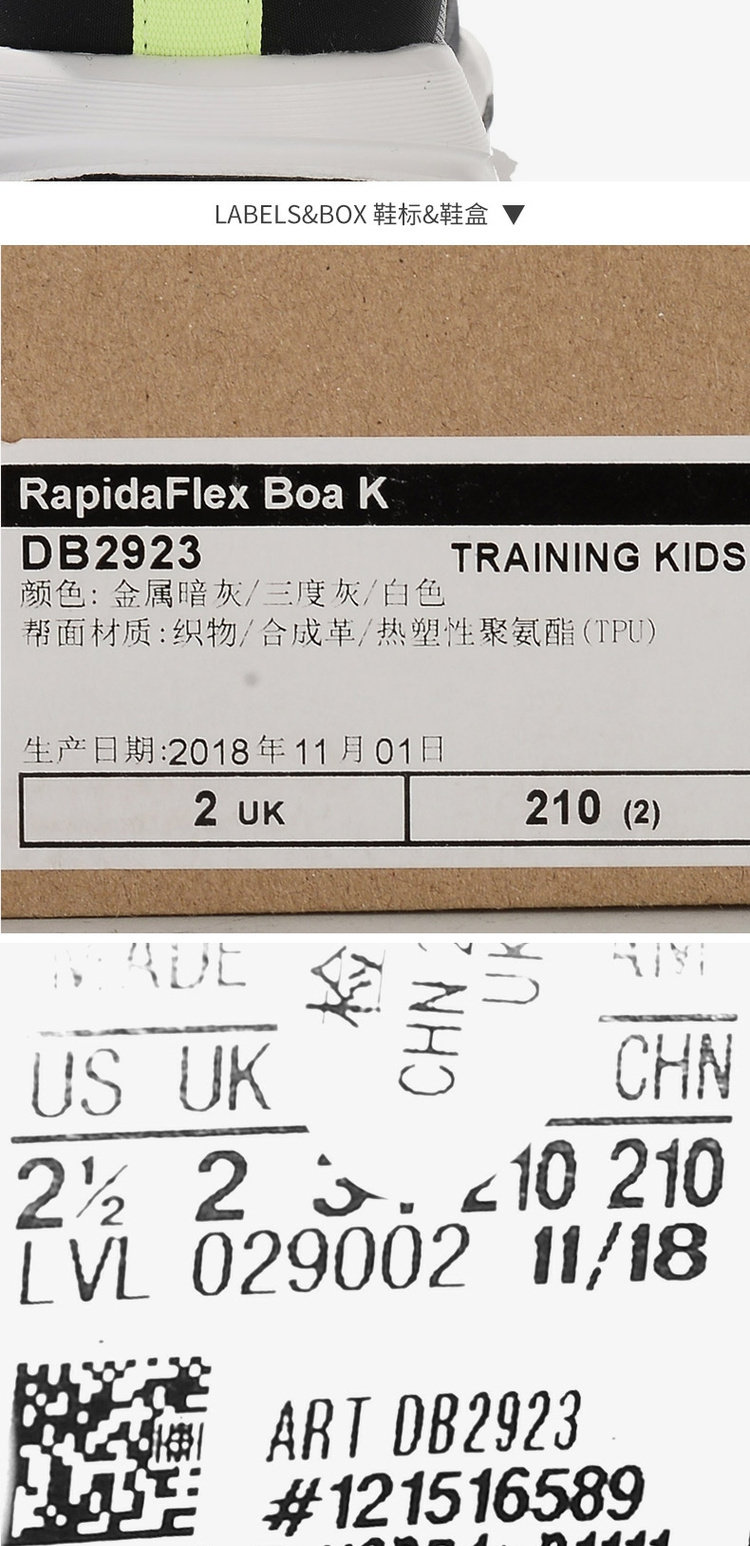 LABELS&BOX 鞋标&鞋盒 ▼
RapidaFlex Boa K
DB2923
TRAINING KIDS
颜色: 金属暗灰/三度灰/白色
帮面材质:织物/合成革/热塑性聚氨酯(TPU)
生产日期:2018年11月01日
2 UK
210 (2)
MADE
检
CHN
UK
US UK
CHN
2½ 2
210
LVL 029002 11/18
ART DB2923
#121516589